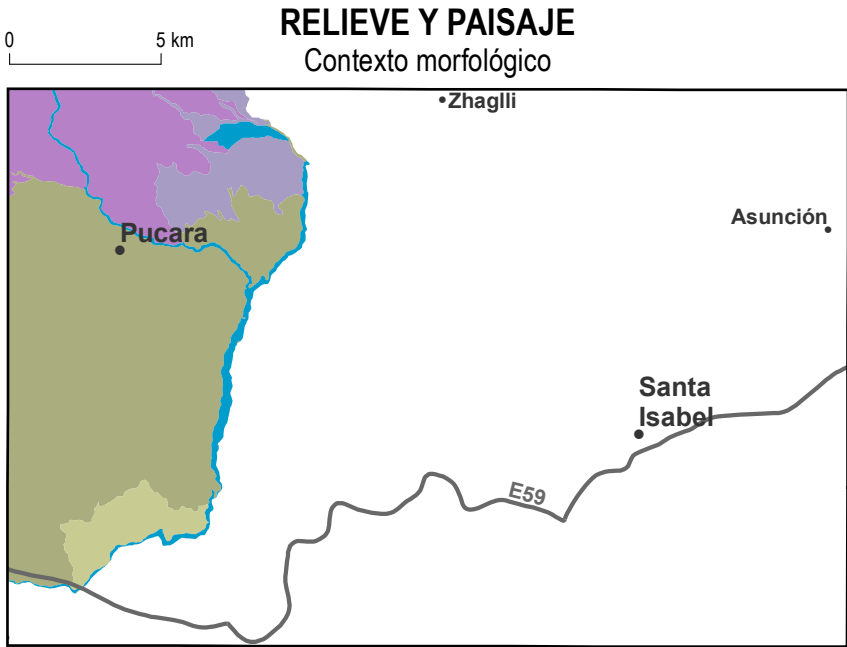 RELIEVE Y PAISAJE
Contexto morfológico
0 5 km
Zhaglli
Asunción
Pucara
Santa
Isabel
E59